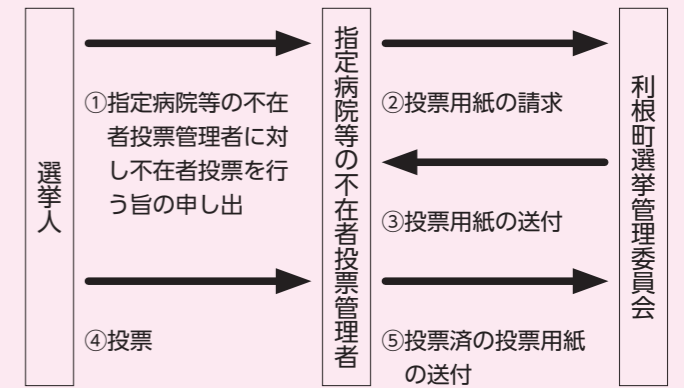 選挙人
①指定病院等の不在
者投票管理者に対
し不在者投票を行
う旨の申し出
④投票
指定病院等の不在者投票管理者
②投票用紙の請求
③投票用紙の送付
⑤投票済の投票用紙
の送付
利根町選挙管理委員会